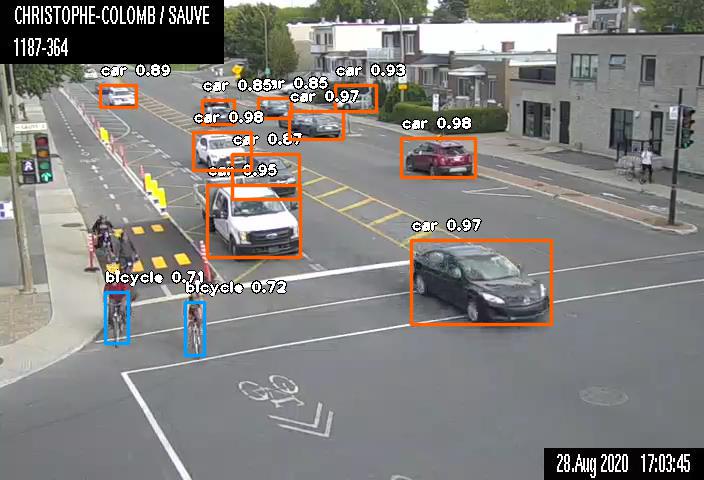 CHRISTOPHE-COLOMB / SAUVE
1187-364
car 0.89
car 0.93
car 0.85
car 0.85
car 0.97
car 0.98
car 0.98
car 0.87
car 0.95
car 0.97
bicycle 0.71
bicycle 0.72
28.Aug 2020 17:03:45